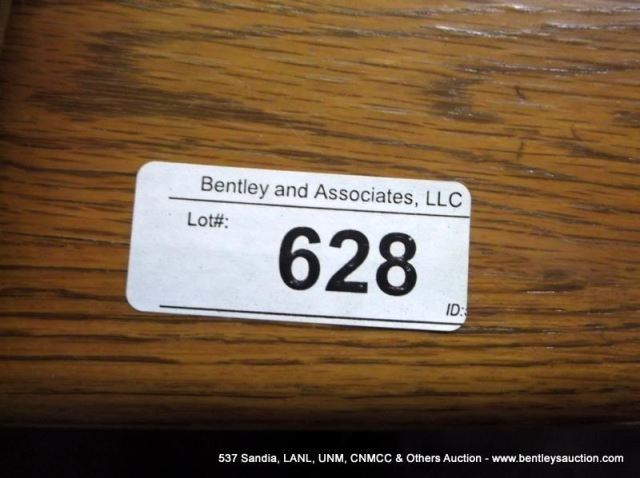 Bentley and Associates, LLC
Lot#:
628
ID:
537 Sandia, LANL, UNM, CNMCC & Others Auction - www.bentleysauction.com